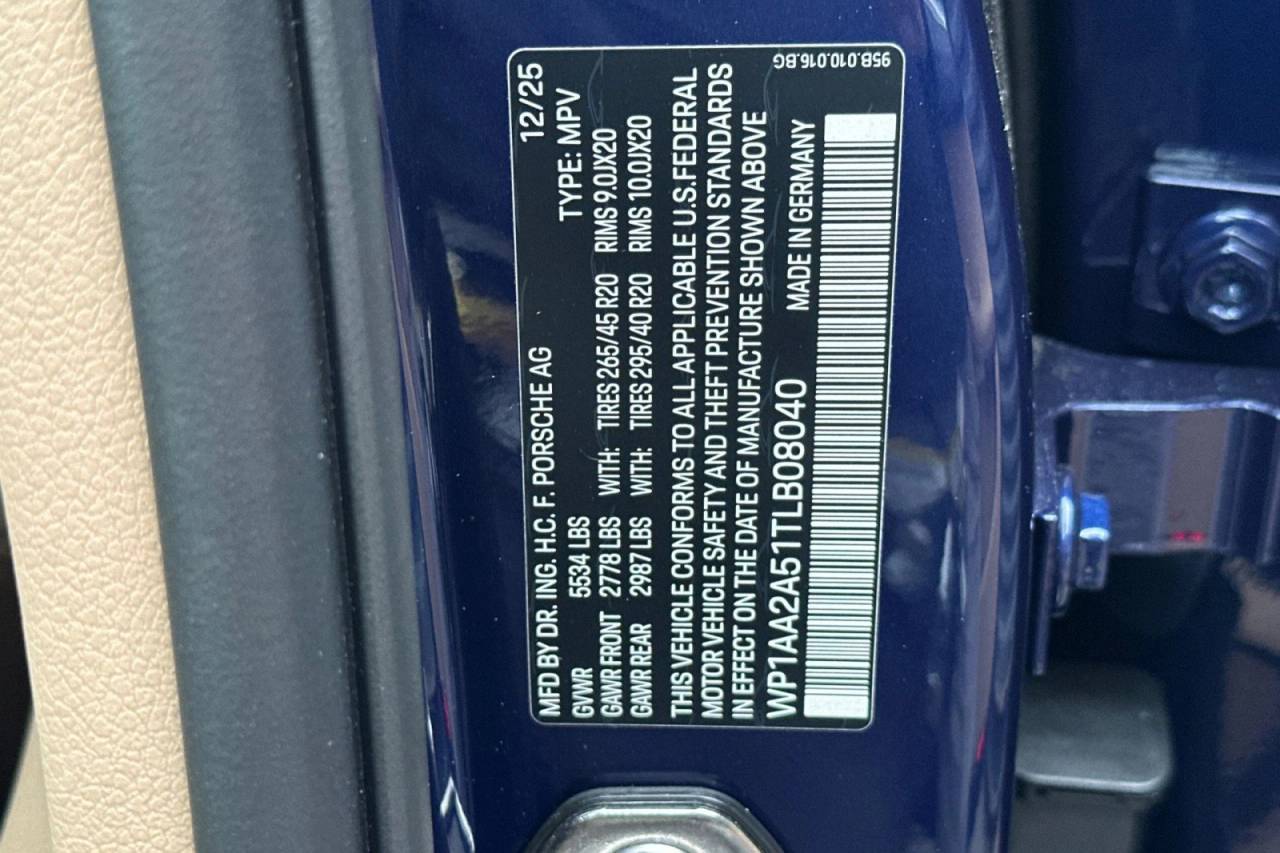 MFD BY DR. ING. H.C. F. PORSCHE AG 12/25
GVWR 5534 LBS TYPE: MPV
GAWR FRONT 2778 LBS WITH: TIRES 265/45 R20 RIMS 9.0JX20
GAWR REAR 2987 LBS WITH: TIRES 295/40 R20 RIMS 10.0JX20
THIS VEHICLE CONFORMS TO ALL APPLICABLE U.S.FEDERAL
MOTOR VEHICLE SAFETY AND THEFT PREVENTION STANDARDS
IN EFFECT ON THE DATE OF MANUFACTURE SHOWN ABOVE
WP1AA2A51TLB08040 MADE IN GERMANY
95B.010.016.BG